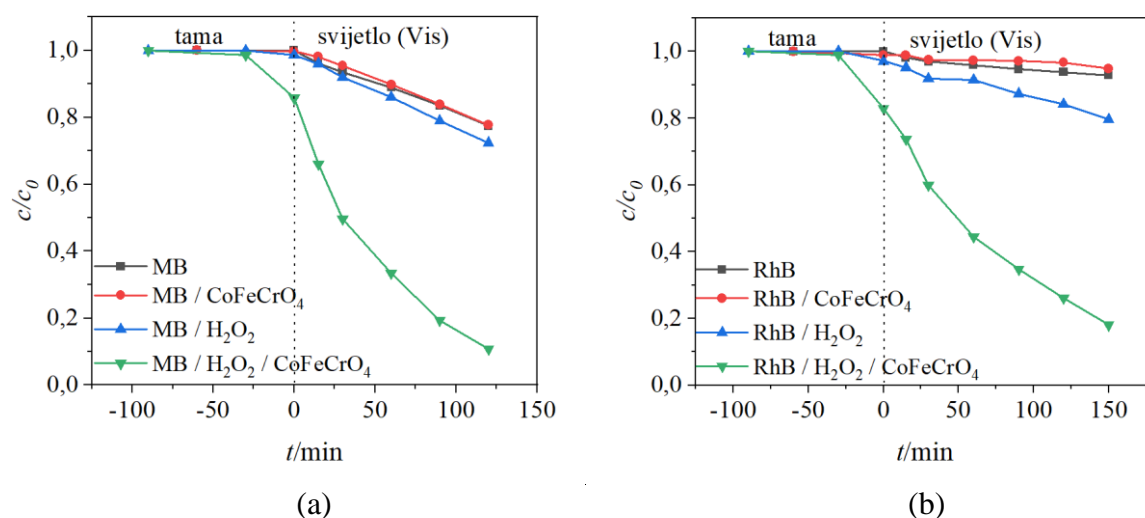 tama svijetlo (Vis)
1,0
0,8
0,6
0,4
0,2
0,0
c/c₀
MB
MB / CoFeCrO₄
MB / H₂O₂
MB / H₂O₂ / CoFeCrO₄
-100 -50 0 50 100 150
t/min
(a)
tama svijetlo (Vis)
1,0
0,8
0,6
0,4
0,2
0,0
c/c₀
RhB
RhB / CoFeCrO₄
RhB / H₂O₂
RhB / H₂O₂ / CoFeCrO₄
-100 -50 0 50 100 150
t/min
(b)